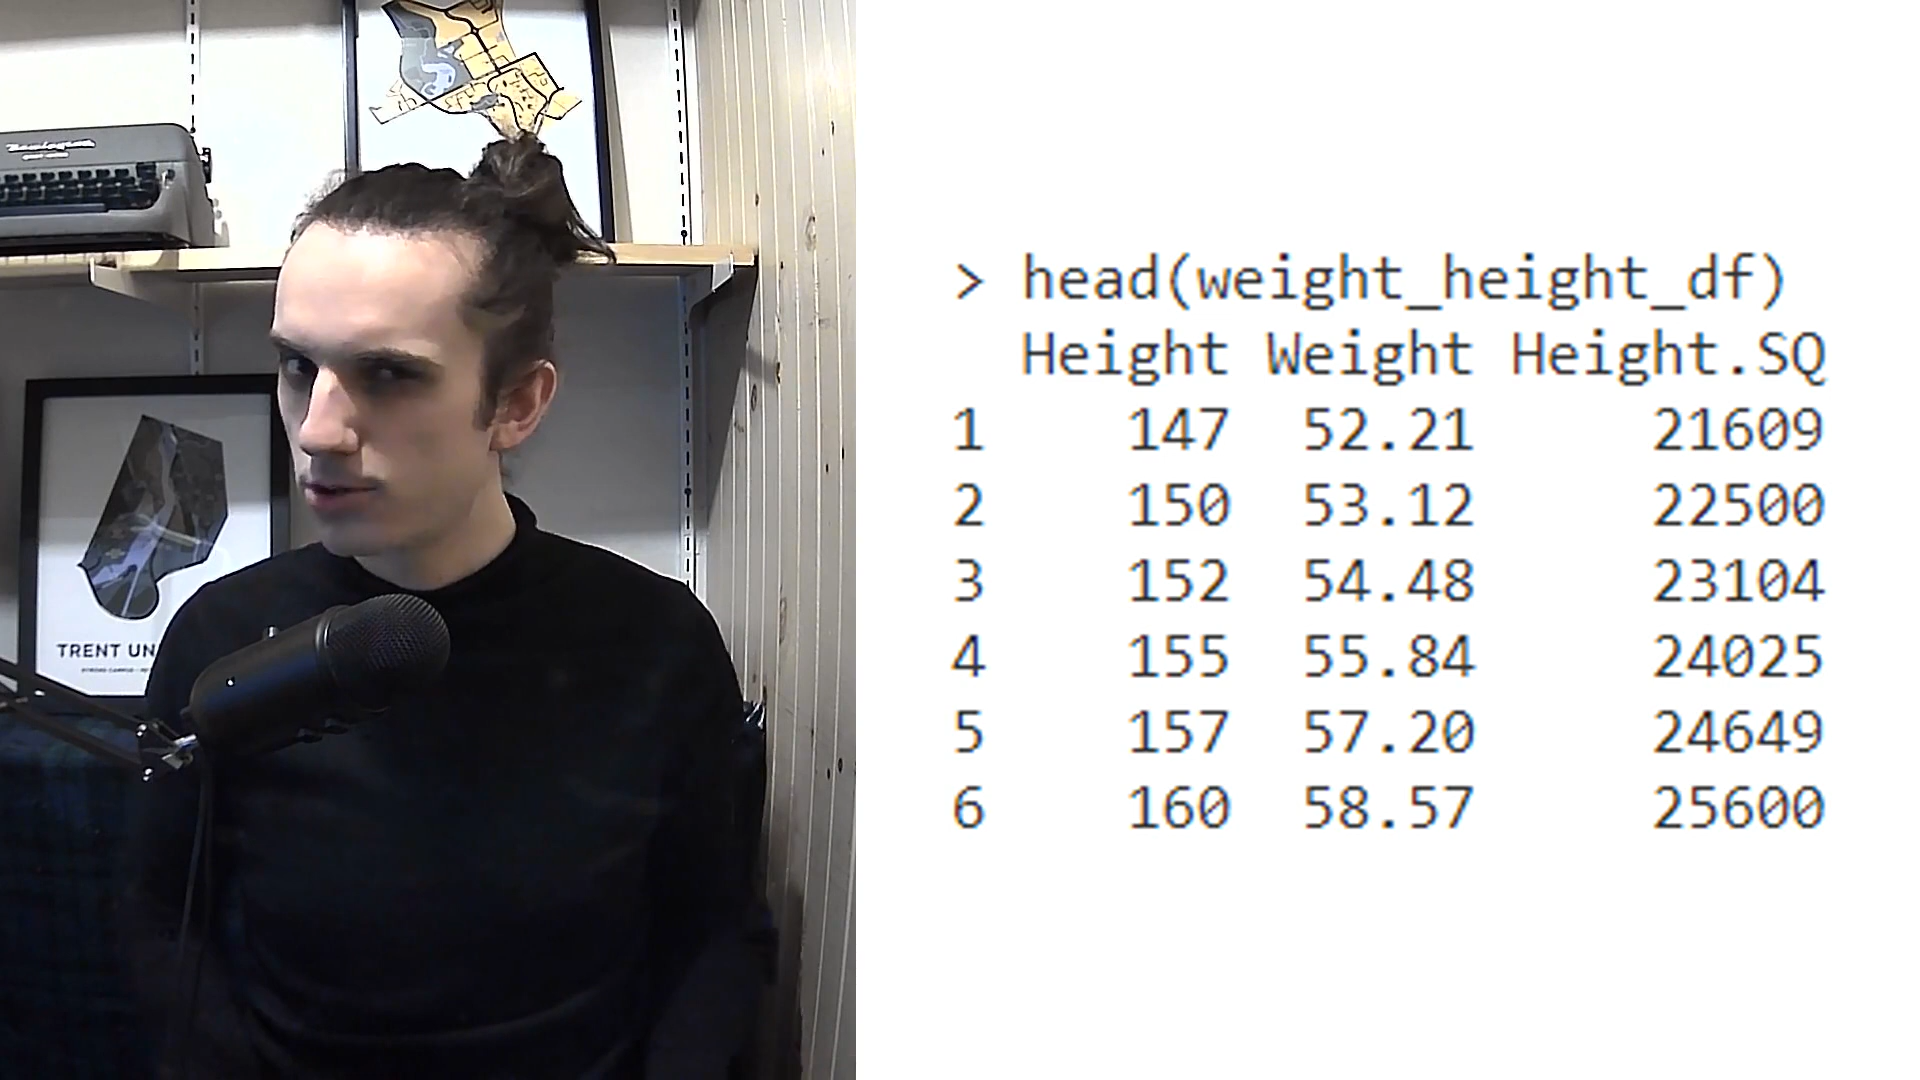 Remington
TRENT UN
> head(weight_height_df)
Height Weight Height.SQ
1 147 52.21 21609
2 150 53.12 22500
3 152 54.48 23104
4 155 55.84 24025
5 157 57.20 24649
6 160 58.57 25600